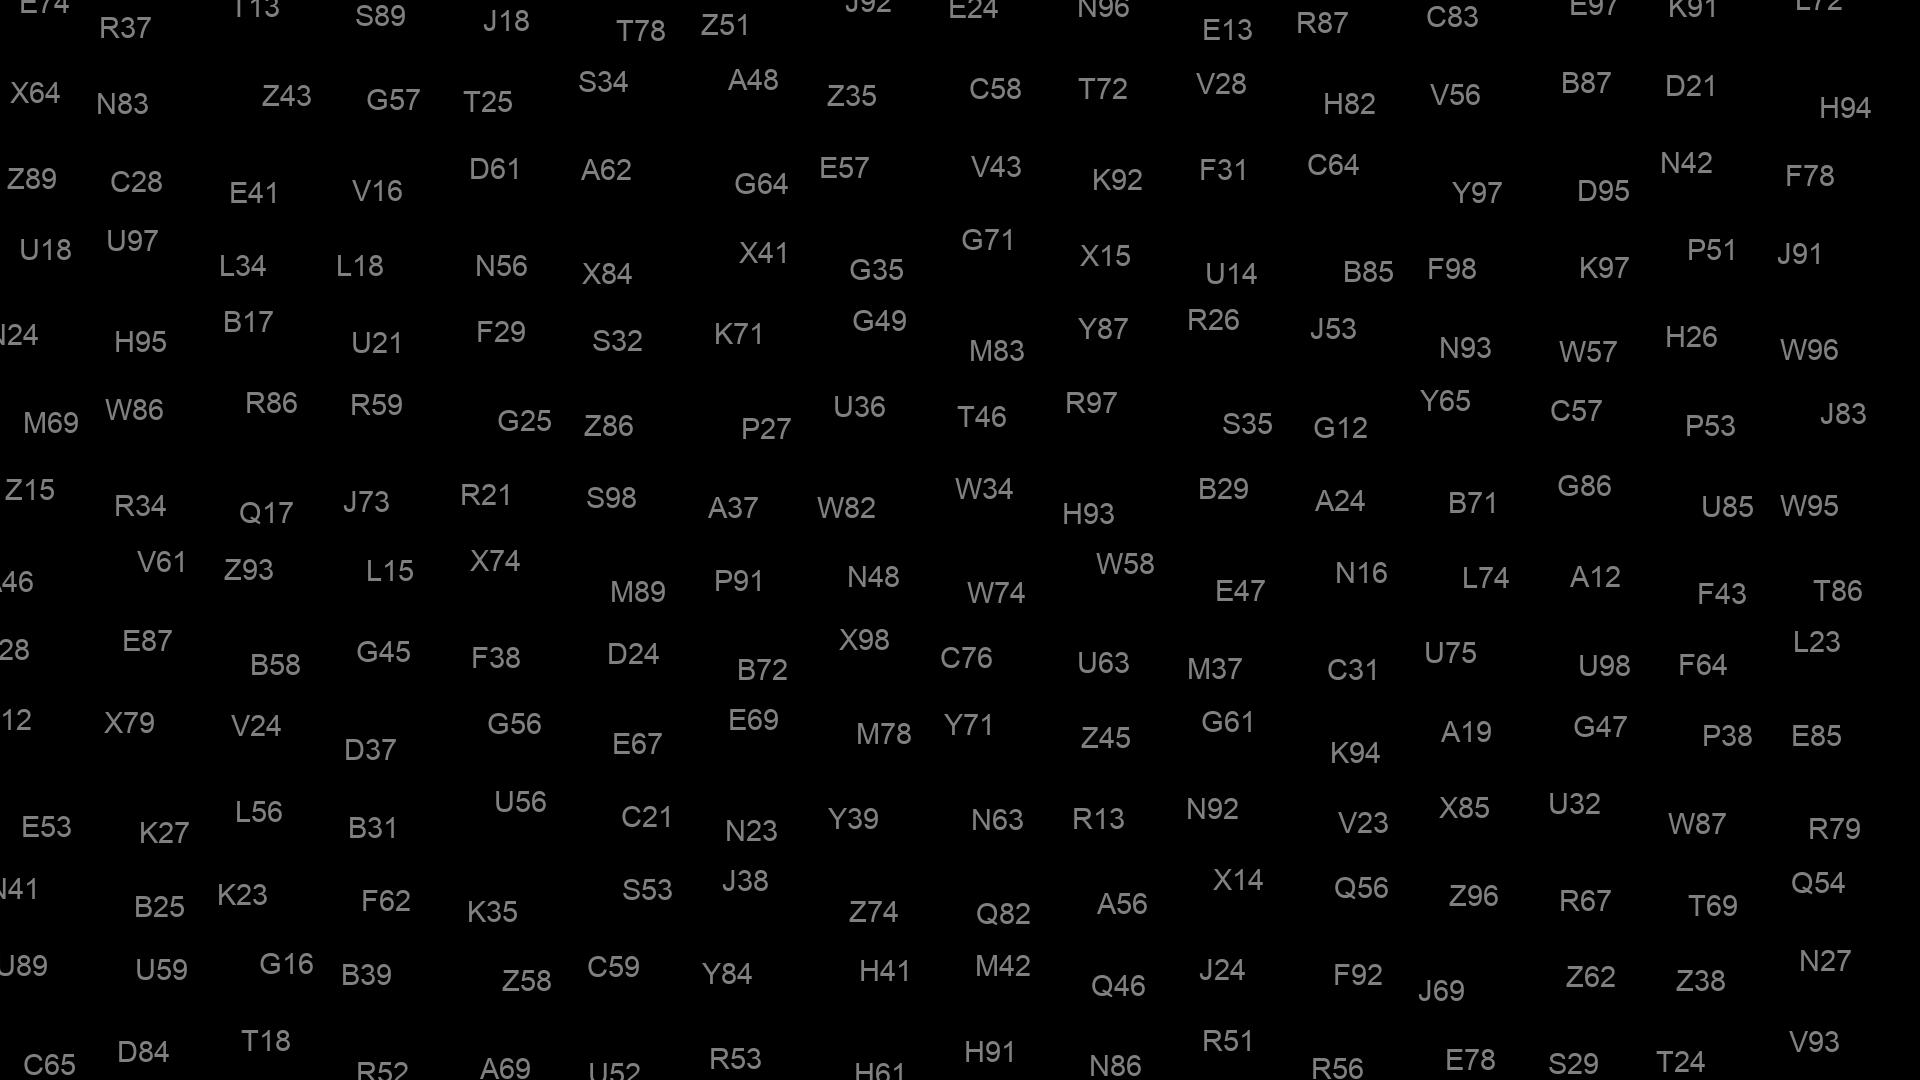 E74 R37 T13 S89 J18 T78 Z51 J92 E24 N96 E13 R87 C83 E97 K91 L72
X64 N83 Z43 G57 T25 S34 A48 Z35 C58 T72 V28 H82 V56 B87 D21 H94
Z89 C28 E41 V16 D61 A62 G64 E57 V43 K92 F31 C64 Y97 D95 N42 F78
U18 U97 L34 L18 N56 X84 X41 G35 G71 X15 U14 B85 F98 K97 P51 J91
N24 H95 B17 U21 F29 S32 K71 G49 M83 Y87 R26 J53 N93 W57 H26 W96
M69 W86 R86 R59 G25 Z86 P27 U36 T46 R97 S35 G12 Y65 C57 P53 J83
Z15 R34 Q17 J73 R21 S98 A37 W82 W34 H93 B29 A24 B71 G86 U85 W95
46 V61 Z93 L15 X74 M89 P91 N48 W74 W58 E47 N16 L74 A12 F43 T86
28 E87 B58 G45 F38 D24 B72 X98 C76 U63 M37 C31 U75 U98 F64 L23
12 X79 V24 D37 G56 E67 E69 M78 Y71 Z45 G61 K94 A19 G47 P38 E85
E53 K27 L56 B31 U56 C21 N23 Y39 N63 R13 N92 V23 X85 U32 W87 R79
N41 B25 K23 F62 K35 S53 J38 Z74 Q82 A56 X14 Q56 Z96 R67 T69 Q54
U89 U59 G16 B39 Z58 C59 Y84 H41 M42 Q46 J24 F92 J69 Z62 Z38 N27
C65 D84 T18 R52 A69 U52 R53 H61 H91 N86 R51 R56 E78 S29 T24 V93